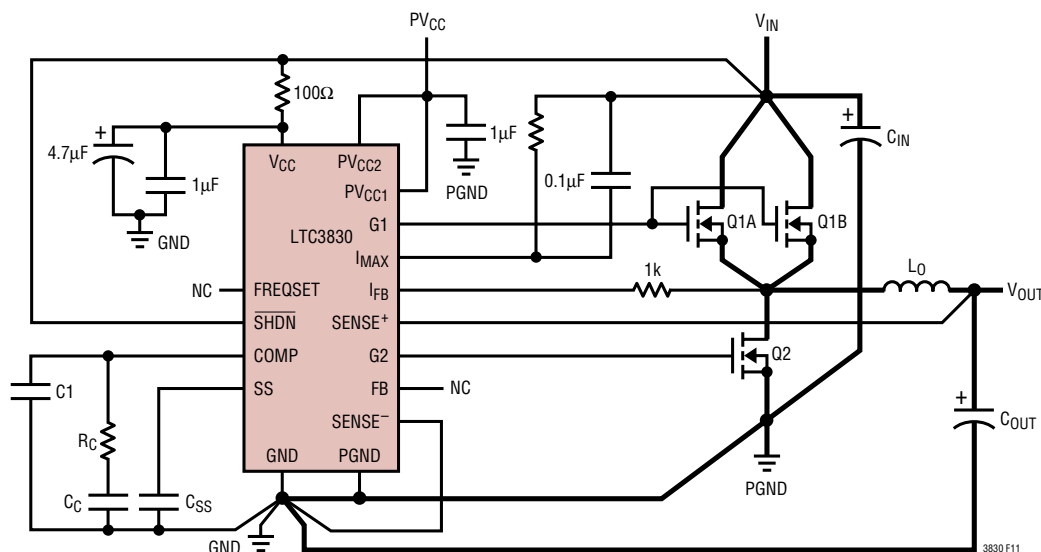 PVCC
VIN
100Ω
+
4.7µF
1µF
GND
VCC
PVCC2
PVCC1
1µF
PGND
0.1µF
+
CIN
G1
LTC3830
IMAX
Q1A
Q1B
NC
FREQSET
IFB
1k
LO
VOUT
SHDN
SENSE+
COMP
G2
Q2
SS
FB
NC
C1
RC
SENSE−
+
COUT
GND
PGND
PGND
CC
CSS
GND
3830 F11